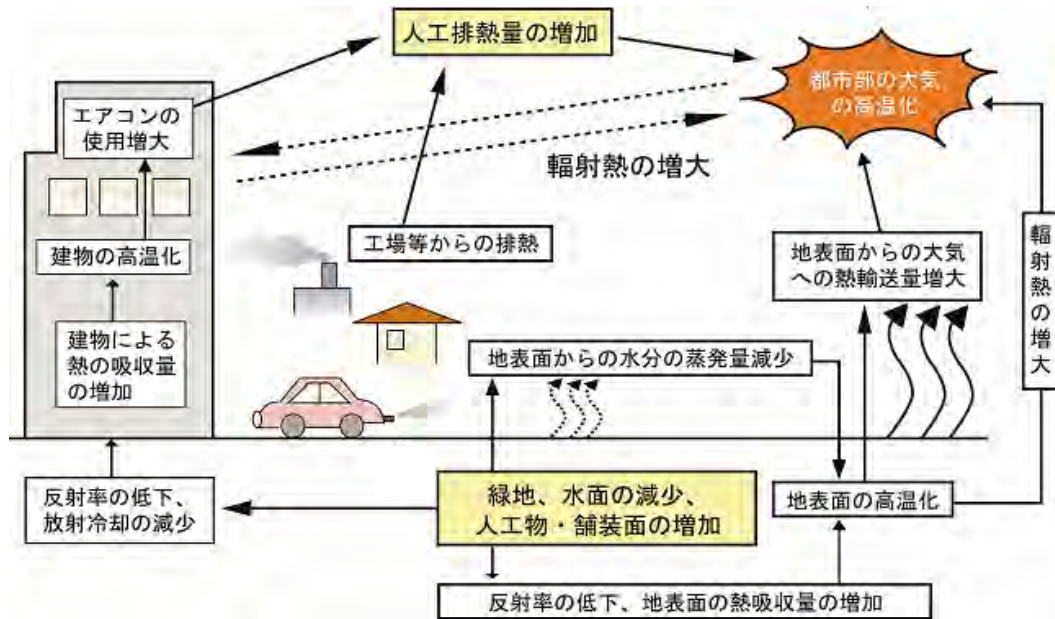 人工排熱量の増加
都市部の大気
の高温化
エアコンの
使用増大
輻射熱の増大
工場等からの排熱
建物の高温化
地表面からの大気
への熱輸送量増大
輻射熱の増大
建物による
熱の吸収量
の増加
地表面からの水分の蒸発量減少
反射率の低下、
放射冷却の減少
緑地、水面の減少、
人工物・舗装面の増加
地表面の高温化
反射率の低下、地表面の熱吸収量の増加